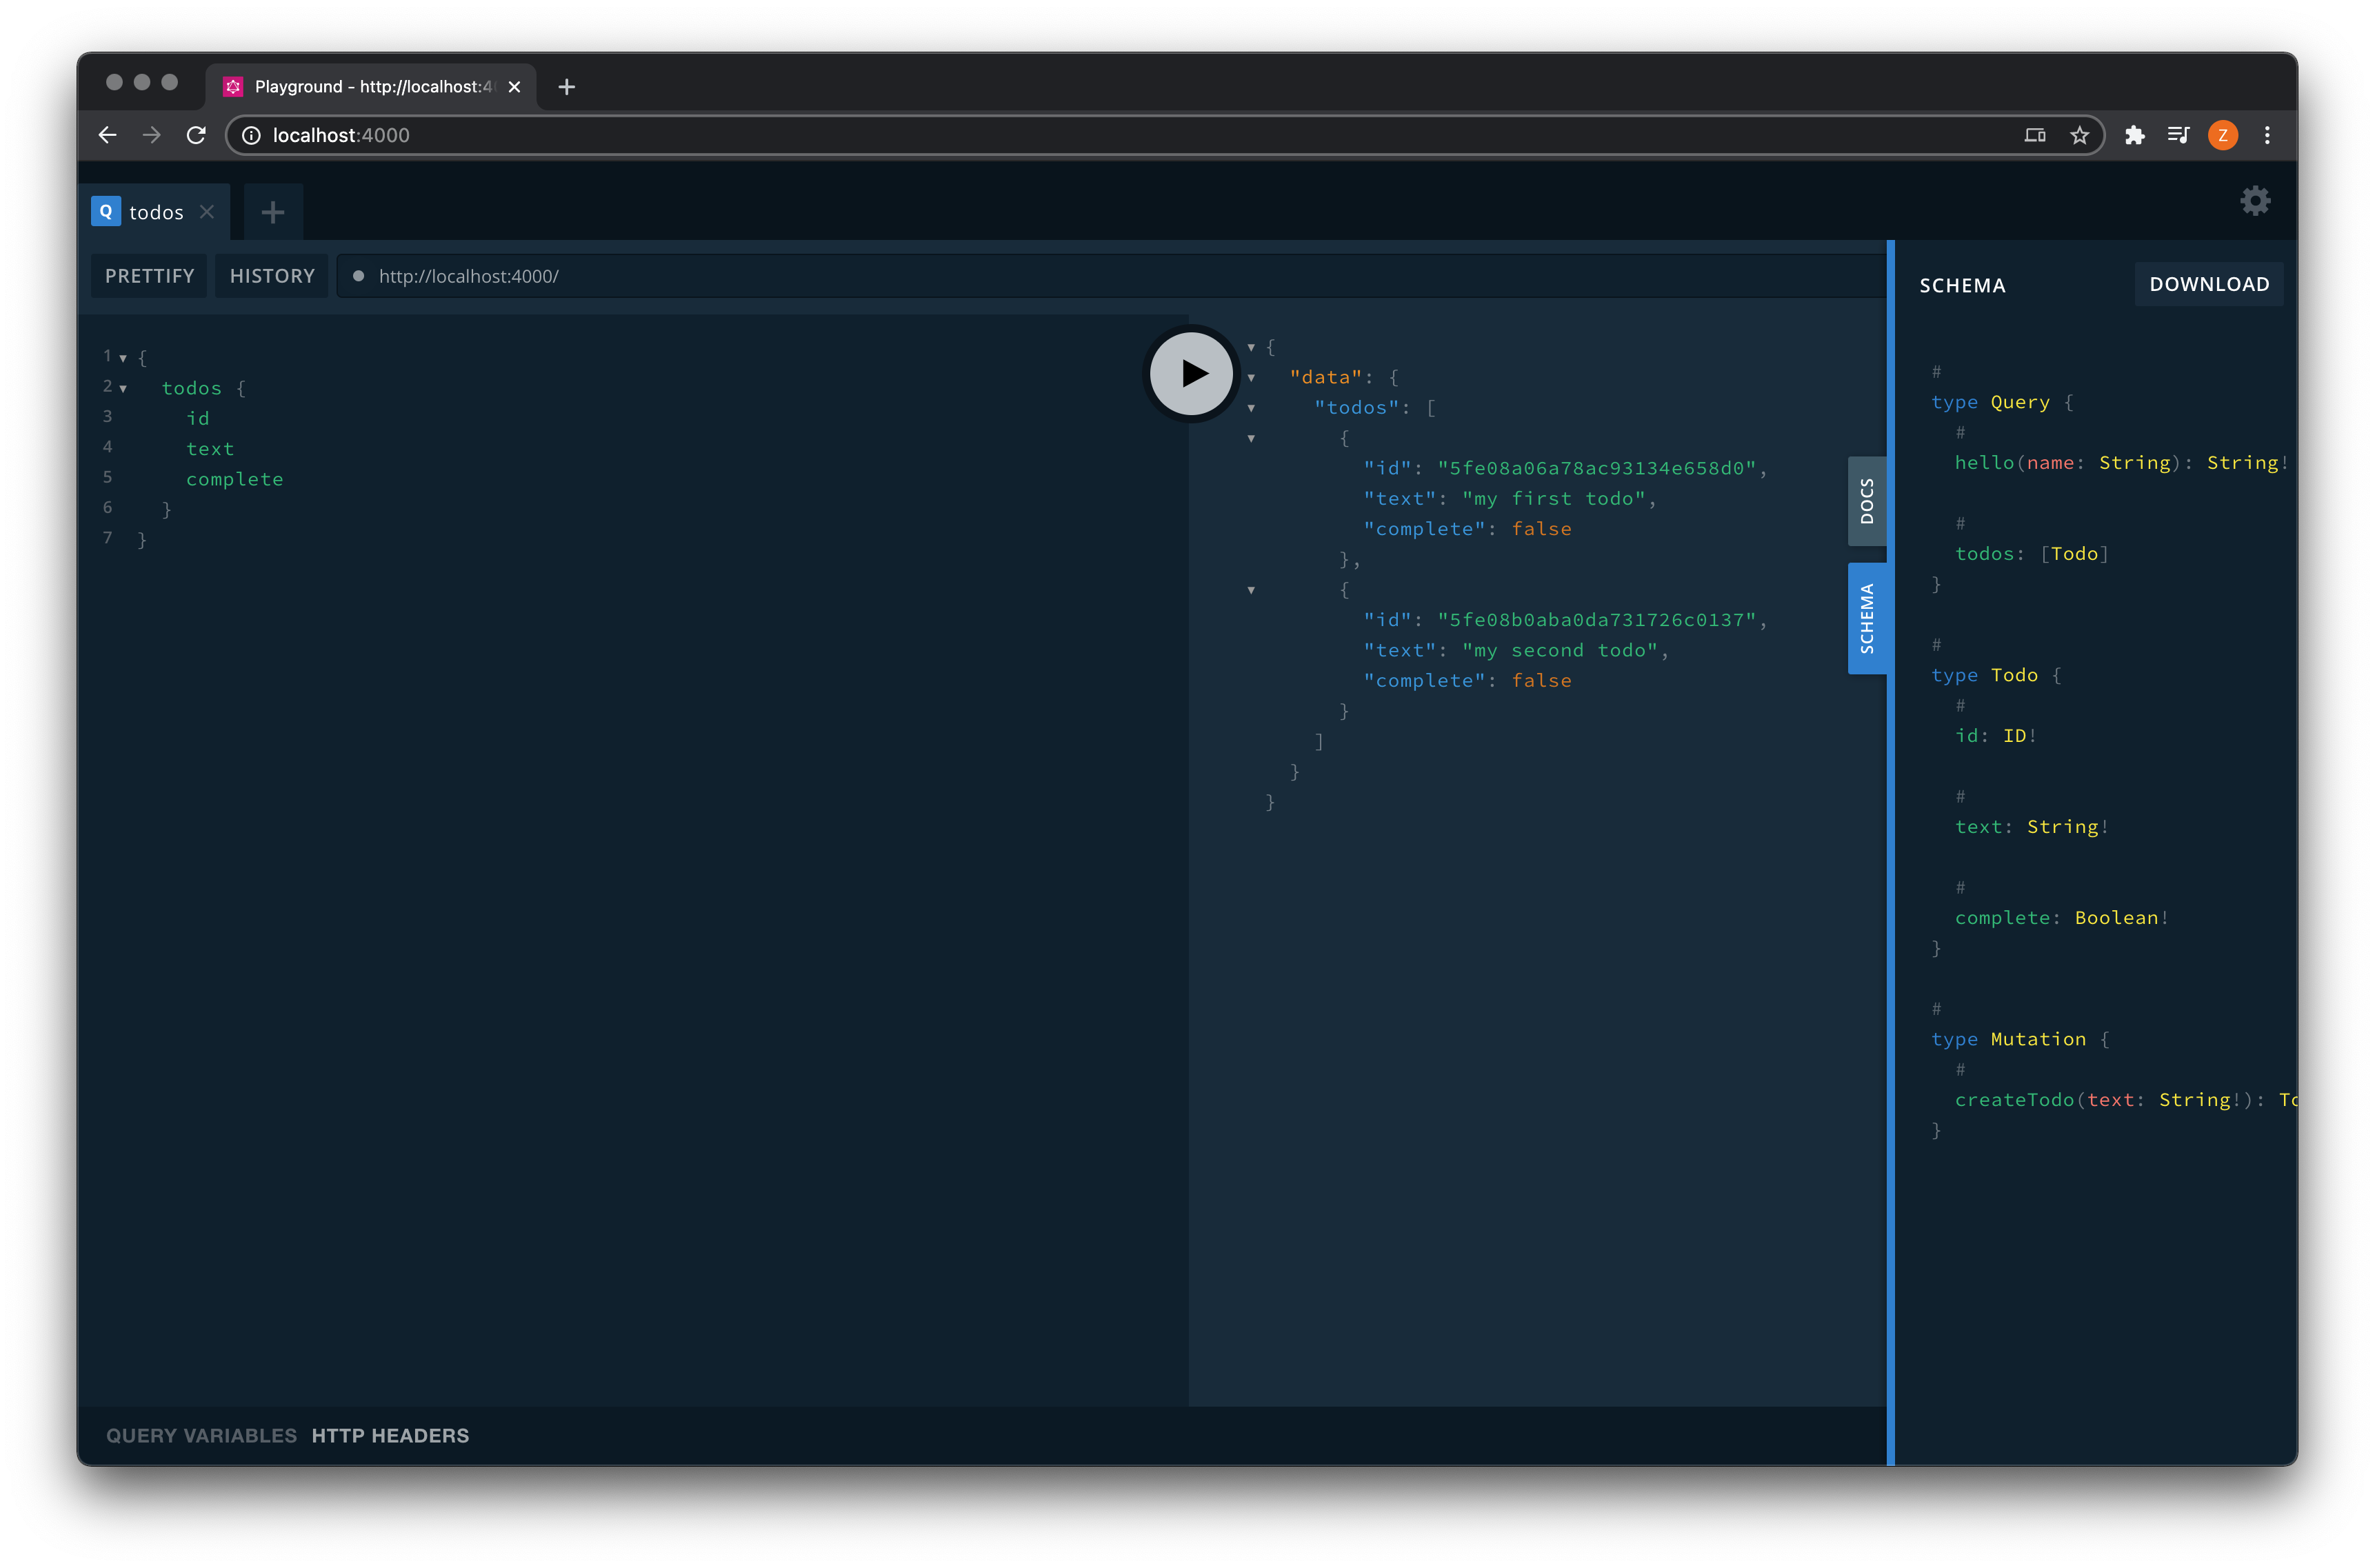 Playground - http://localhost:4
localhost:4000
Z
Q todos
PRETTIFY HISTORY http://localhost:4000/
1 {
2 todos {
3 id
4 text
5 complete
6 }
7 }
{
"data": {
"todos": [
{
"id": "5fe08a06a78ac93134e658d0",
"text": "my first todo",
"complete": false
},
{
"id": "5fe08b0aba0da731726c0137",
"text": "my second todo",
"complete": false
}
]
}
}
DOCS
SCHEMA
SCHEMA DOWNLOAD
#
type Query {
#
hello(name: String): String!
#
todos: [Todo]
}
#
type Todo {
#
id: ID!
#
text: String!
#
complete: Boolean!
}
#
type Mutation {
#
createTodo(text: String!): To
}
QUERY VARIABLES HTTP HEADERS